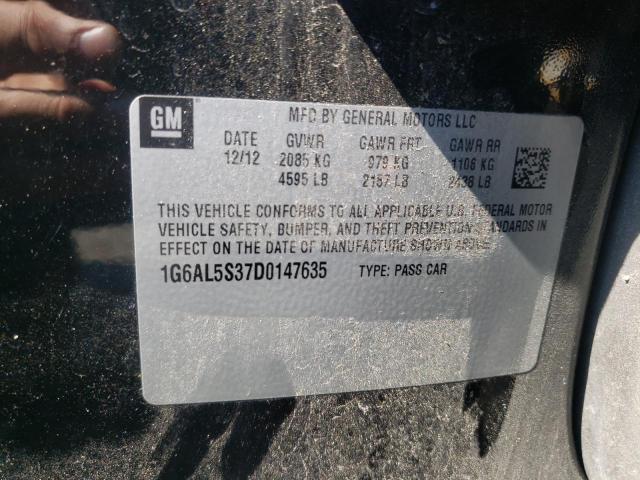 GM
MFD BY GENERAL MOTORS LLC
DATE GVWR GAWR FRT GAWR RR
12/12 2085 KG 979 KG 1106 KG
4595 LB 2157 LB 2438 LB
THIS VEHICLE CONFORMS TO ALL APPLICABLE U.S. FEDERAL MOTOR
VEHICLE SAFETY, BUMPER, AND THEFT PREVENTION STANDARDS IN
EFFECT ON THE DATE OF MANUFACTURE SHOWN ABOVE.
1G6AL5S37D0147635 TYPE: PASG CAR